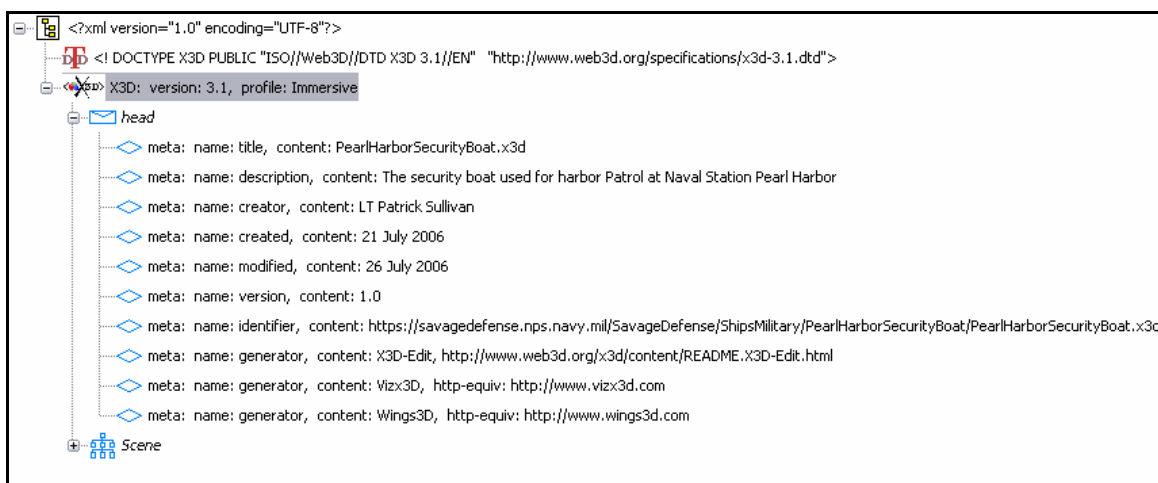 <?xml version="1.0" encoding="UTF-8"?>
DTD <! DOCTYPE X3D PUBLIC "ISO//Web3D//DTD X3D 3.1//EN" "http://www.web3d.org/specifications/x3d-3.1.dtd">
<X3D> X3D: version: 3.1, profile: Immersive
head
meta: name: title, content: PearlHarborSecurityBoat.x3d
meta: name: description, content: The security boat used for harbor Patrol at Naval Station Pearl Harbor
meta: name: creator, content: LT Patrick Sullivan
meta: name: created, content: 21 July 2006
meta: name: modified, content: 26 July 2006
meta: name: version, content: 1.0
meta: name: identifier, content: https://savagedefense.nps.navy.mil/SavageDefense/ShipsMilitary/PearlHarborSecurityBoat/PearlHarborSecurityBoat.x3d
meta: name: generator, content: X3D-Edit, http://www.web3d.org/x3d/content/README.X3D-Edit.html
meta: name: generator, content: Vizx3D, http-equiv: http://www.vizx3d.com
meta: name: generator, content: Wings3D, http-equiv: http://www.wings3d.com
Scene